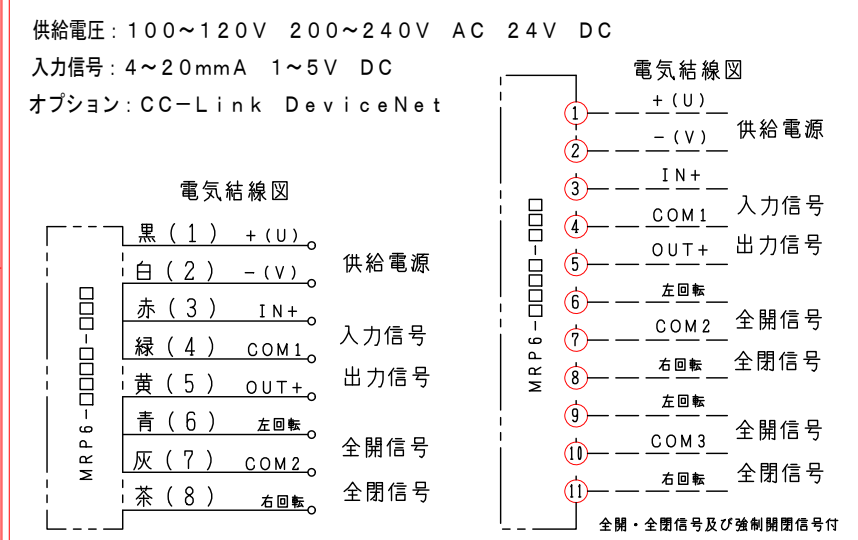 供給電圧：100~120V 200~240V AC 24V DC
入力信号：4~20mmA 1~5V DC
オプション：CC-Link DeviceNet
電気結線図
MRP6-□□□□-□□□
黒(1) +(U)
白(2) -(V)
供給電源
赤(3) IN+
緑(4) COM1
入力信号
黄(5) OUT+
出力信号
青(6) 左回転
全開信号
灰(7) COM2
茶(8) 右回転
全閉信号
電気結線図
MRP6-□□□□-□□□
1 +(U)
2 -(V)
供給電源
3 IN+
4 COM1
入力信号
5 OUT+
出力信号
6 左回転
7 COM2
全開信号
8 右回転
全閉信号
9 左回転
10 COM3
全開信号
11 右回転
全閉信号
全開・全閉信号及び強制開閉信号付